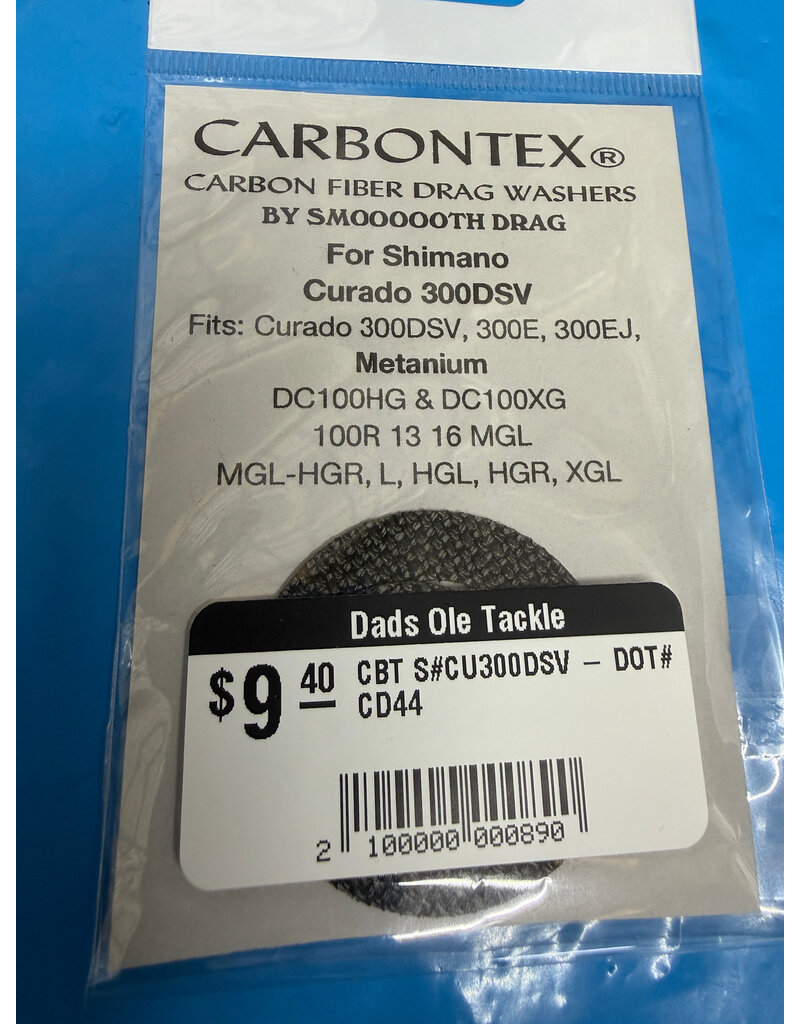 CARBONTEX®
CARBON FIBER DRAG WASHERS
BY SMOOOOOTH DRAG
For Shimano
Curado 300DSV
Fits: Curado 300DSV, 300E, 300EJ,
Metanium
DC100HG & DC100XG
100R 13 16 MGL
MGL-HGR, L, HGL, HGR, XGL
Dads Ole Tackle
$9 40 CBT S#CU300DSV – DOT#
CD44
2 100000 000890